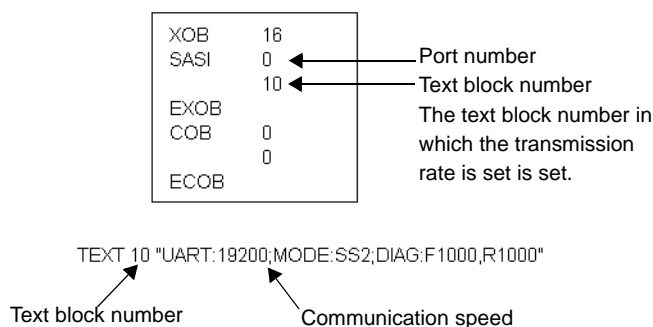 XOB 16
SASI 0
10
EXOB
COB 0
0
ECOB
Port number
Text block number
The text block number in
which the transmission
rate is set is set.
TEXT 10 "UART:19200;MODE:SS2;DIAG:F1000,R1000"
Text block number
Communication speed